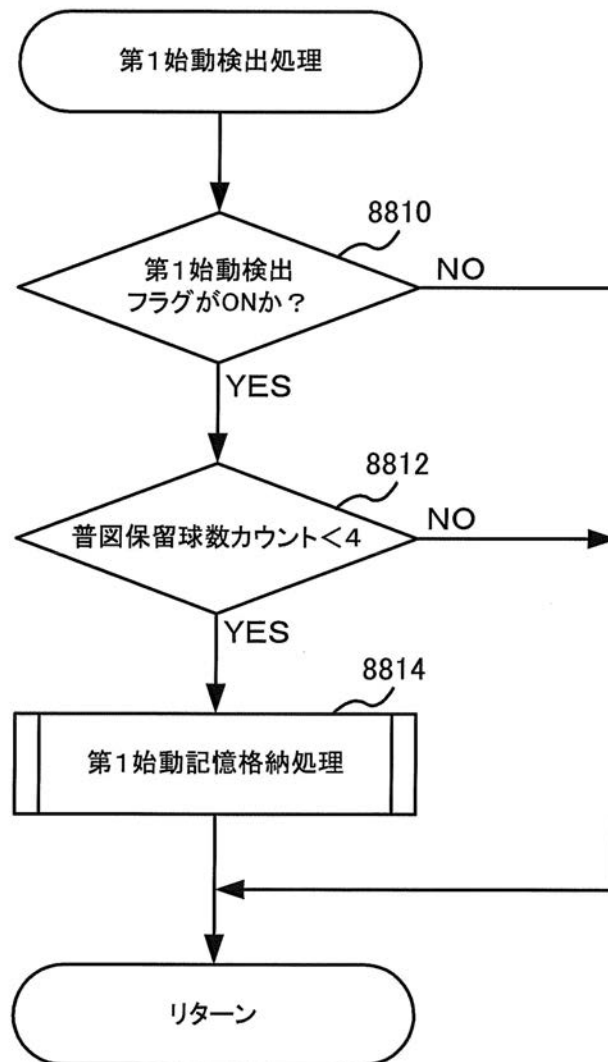 第1始動検出処理
8810
第1始動検出
フラグがONか?
NO
YES
8812
普図保留球数カウント<4
NO
YES
8814
第1始動記憶格納処理
リターン